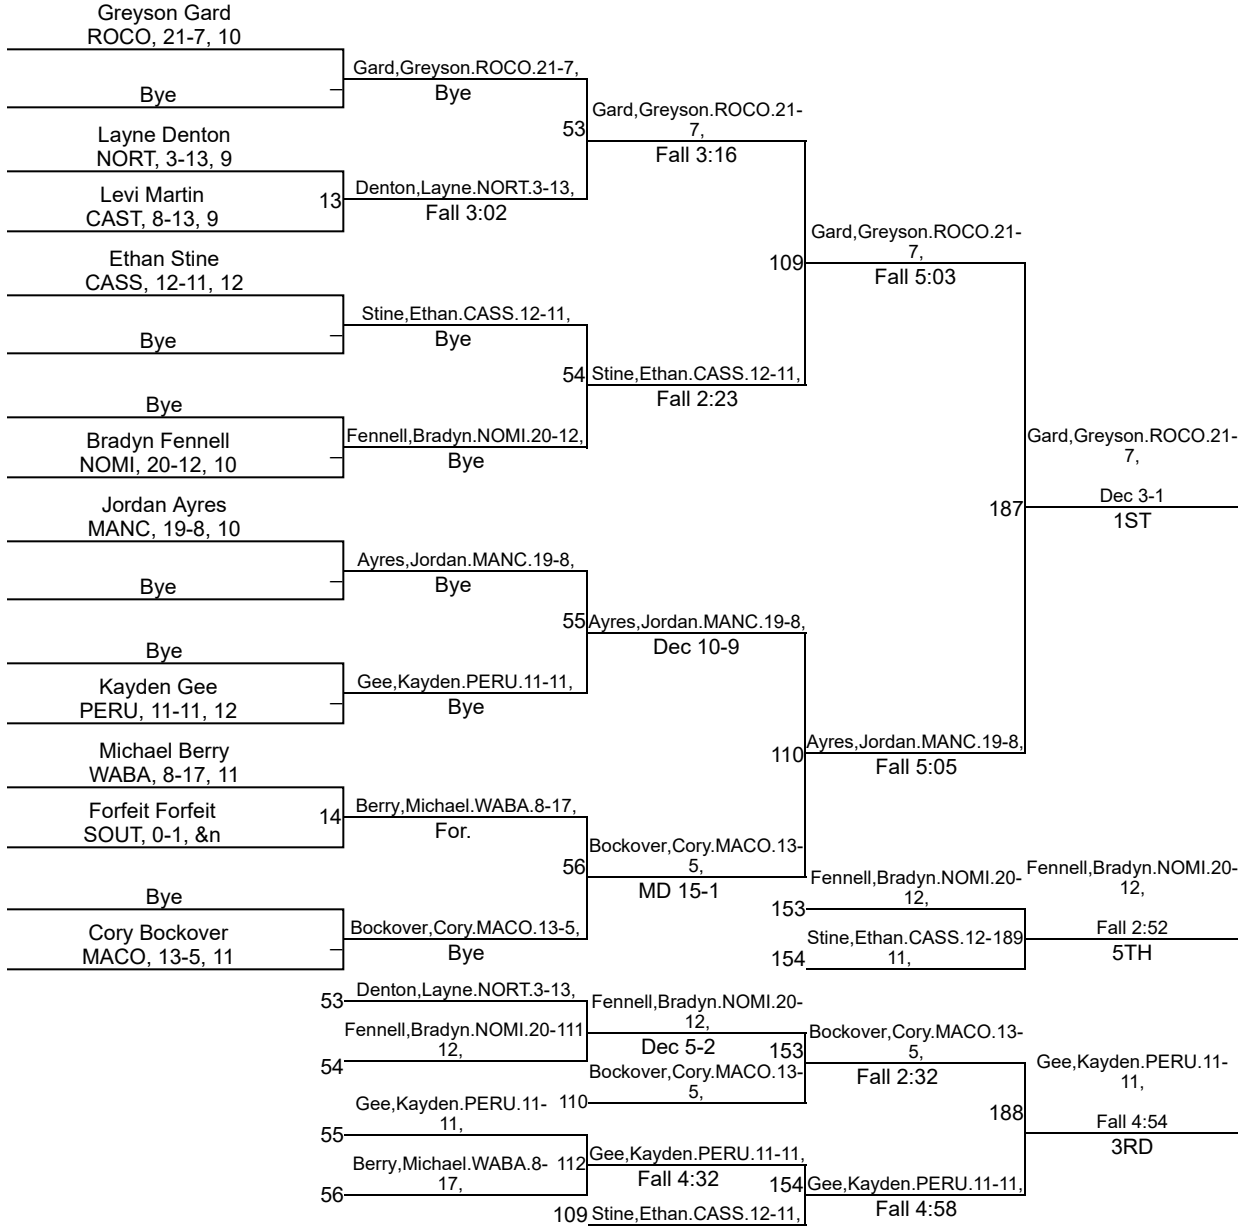 Greyson Gard
ROCO, 21-7, 10
Bye
Layne Denton
NORT, 3-13, 9
Levi Martin
CAST, 8-13, 9
13
Ethan Stine
CASS, 12-11, 12
Bye
Bye
Bradyn Fennell
NOMI, 20-12, 10
Jordan Ayres
MANC, 19-8, 10
Bye
Bye
Kayden Gee
PERU, 11-11, 12
Michael Berry
WABA, 8-17, 11
Forfeit Forfeit
SOUT, 0-1, &n
14
Bye
Cory Bockover
MACO, 13-5, 11
Gard,Greyson.ROCO.21-7,
Bye
53
Denton,Layne.NORT.3-13,
Fall 3:02
Stine,Ethan.CASS.12-11,
Bye
54
Fennell,Bradyn.NOMI.20-12,
Bye
Ayres,Jordan.MANC.19-8,
Bye
55
Gee,Kayden.PERU.11-11,
Bye
Berry,Michael.WABA.8-17,
For.
56
Bockover,Cory.MACO.13-5,
Bye
Gard,Greyson.ROCO.21-
7,
Fall 3:16
109
Stine,Ethan.CASS.12-11,
Fall 2:23
Ayres,Jordan.MANC.19-8,
Dec 10-9
110
Bockover,Cory.MACO.13-
5,
MD 15-1
Gard,Greyson.ROCO.21-
7,
Fall 5:03
187
Ayres,Jordan.MANC.19-8,
Fall 5:05
Gard,Greyson.ROCO.21-
7,
Dec 3-1
1ST
153
Fennell,Bradyn.NOMI.20-
12,
154
Stine,Ethan.CASS.12-
11,
189
Fennell,Bradyn.NOMI.20-
12,
Fall 2:52
5TH
53
Denton,Layne.NORT.3-13,
54
Fennell,Bradyn.NOMI.20-
12,
111
55
Gee,Kayden.PERU.11-
11,
56
Berry,Michael.WABA.8-
17,
112
Fennell,Bradyn.NOMI.20-
12,
Dec 5-2
153
110
Bockover,Cory.MACO.13-
5,
Gee,Kayden.PERU.11-11,
Fall 4:32
154
109
Stine,Ethan.CASS.12-11,
Bockover,Cory.MACO.13-
5,
Fall 2:32
188
Gee,Kayden.PERU.11-11,
Fall 4:58
Gee,Kayden.PERU.11-
11,
Fall 4:54
3RD